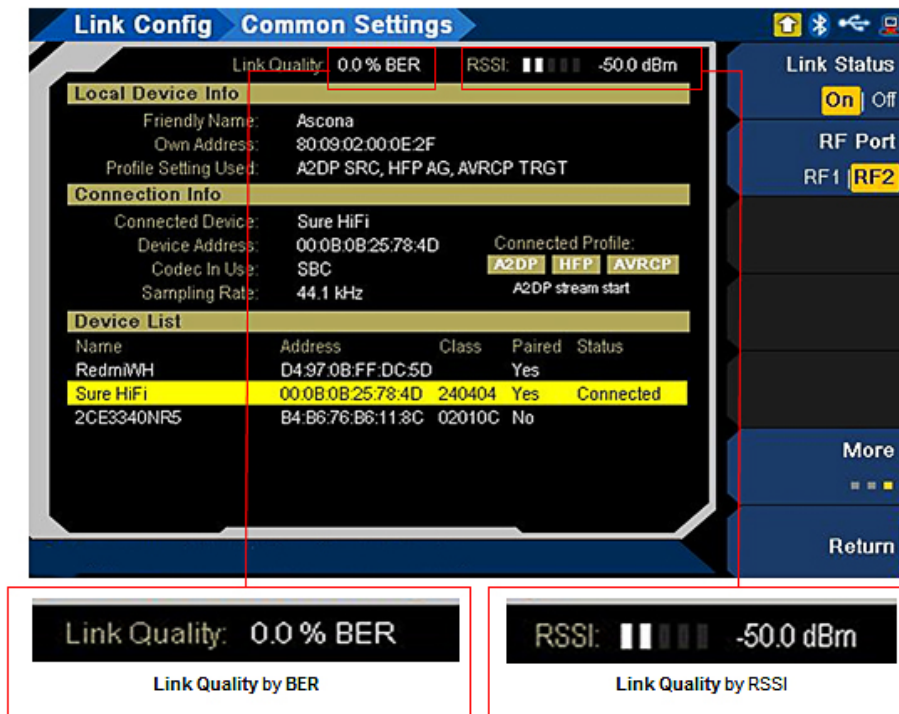 Link Config Common Settings
Link Quality: 0.0 % BER RSSI: -50.0 dBm
Local Device Info
Friendly Name: Ascona
Own Address: 80:09:02:00:0E:2F
Profile Setting Used: A2DP SRC, HFP AG, AVRCP TRGT
Connection Info
Connected Device: Sure HiFi
Device Address: 00:0B:0B:25:78:4D
Codec In Use: SBC
Sampling Rate: 44.1 kHz
Connected Profile:
A2DP HFP AVRCP
A2DP stream start
Device List
Name Address Class Paired Status
RedmiWH D4:97:0B:FF:DC:5D Yes
Sure HiFi 00:0B:0B:25:78:4D 240404 Yes Connected
2CE3340NR5 B4:B6:76:B6:11:8C 02010C No
Link Status
On | Off
RF Port
RF1 | RF2
More
Return
Link Quality: 0.0 % BER
Link Quality by BER
RSSI: -50.0 dBm
Link Quality by RSSI